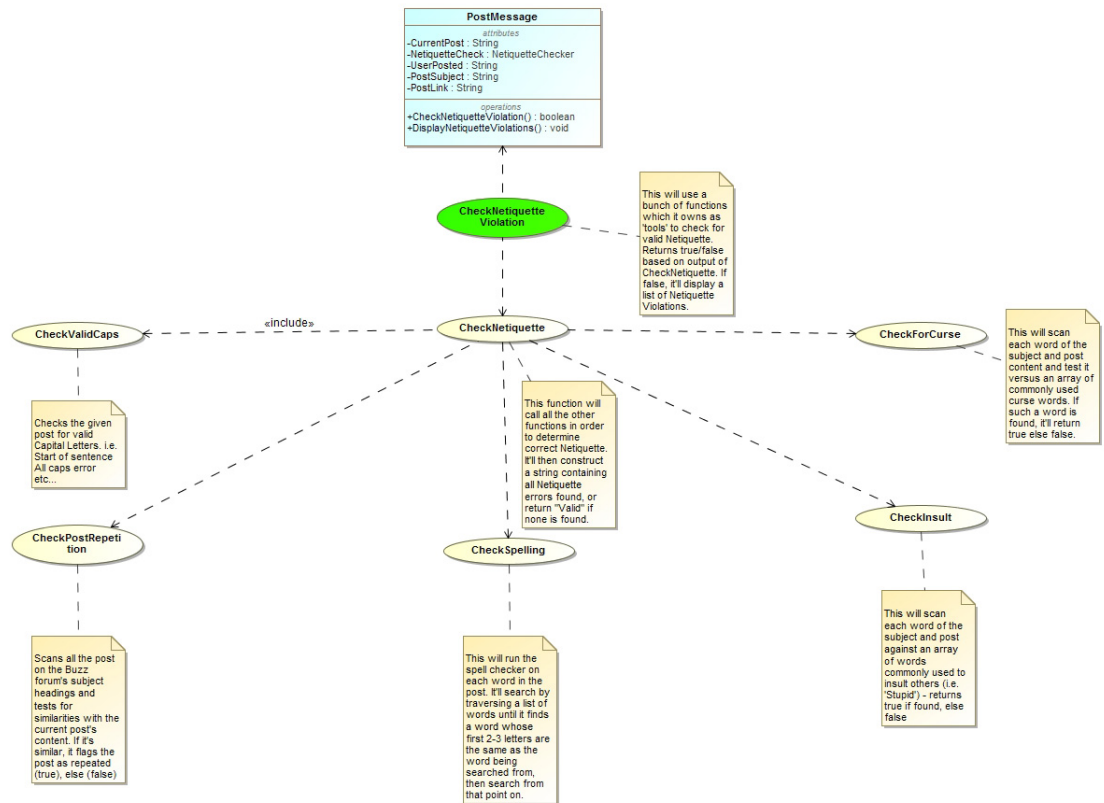 PostMessage
attributes
-CurrentPost : String
-NetiquetteCheck : NetiquetteChecker
-UserPosted : String
-PostSubject : String
-PostLink : String
operations
+CheckNetiquetteViolation() : boolean
+DisplayNetiquetteViolations() : void
CheckNetiquette
Violation
This will use a
bunch of functions
which it owns as
'tools' to check for
valid Netiquette.
Returns true/false
based on output of
CheckNetiquette. If
false, it'll display a
list of Netiquette
Violations.
CheckValidCaps
«include»
CheckNetiquette
CheckForCurse
This will scan
each word of the
subject and post
content and test it
versus an array of
commonly used
curse words. If
such a word is
found, it'll return
true else false.
Checks the given
post for valid
Capital Letters. i.e.
Start of sentence
All caps error
etc...
This function will
call all the other
functions in order
to determine
correct Netiquette.
It'll then construct
a string containing
all Netiquette
errors found, or
return "Valid" if
none is found.
CheckPostRepeti
tion
CheckSpelling
CheckInsult
Scans all the post
on the Buzz
forum's subject
headings and
tests for
similarities with the
current post's
content. If it's
similar, it flags the
post as repeated
(true), else (false)
This will run the
spell checker on
each word in the
post. It'll search by
traversing a list of
words until it finds
a word whose
first 2-3 letters are
the same as the
word being
searched from,
then search from
that point on.
This will scan
each word of the
subject and post
against an array
of words
commonly used to
insult others (i.e.
'Stupid') - returns
true if found, else
false